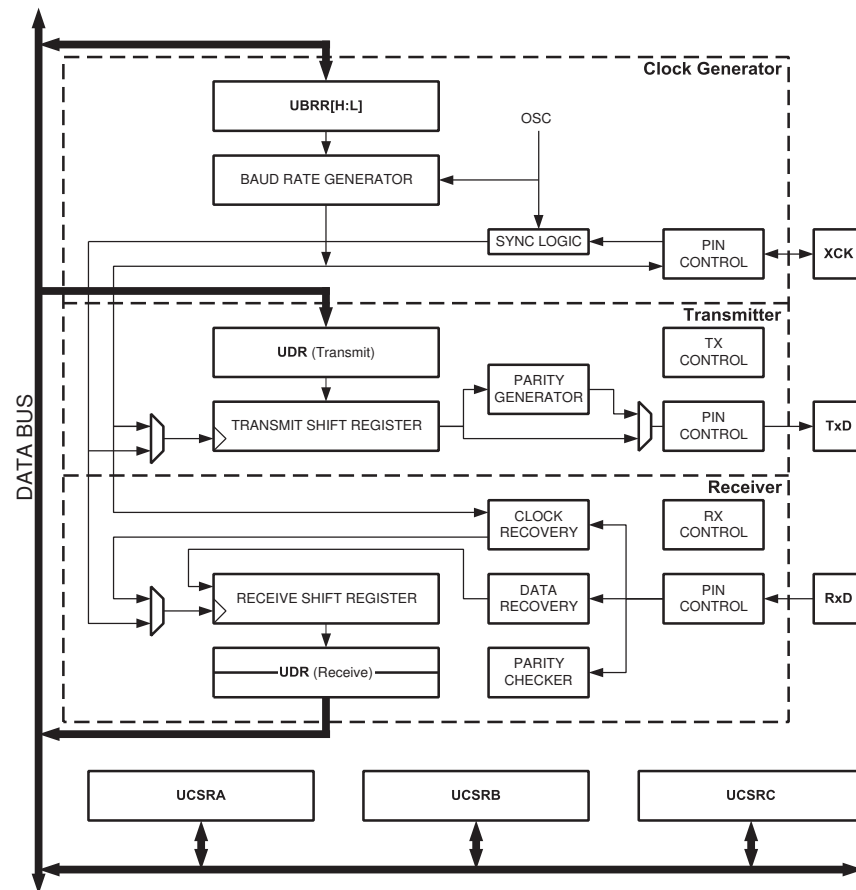 Clock Generator
UBRR[H:L]
OSC
BAUD RATE GENERATOR
SYNC LOGIC
PIN
CONTROL
XCK
Transmitter
UDR (Transmit)
TX
CONTROL
PARITY
GENERATOR
TRANSMIT SHIFT REGISTER
PIN
CONTROL
TxD
DATA BUS
Receiver
CLOCK
RECOVERY
RX
CONTROL
RECEIVE SHIFT REGISTER
DATA
RECOVERY
PIN
CONTROL
RxD
UDR (Receive)
PARITY
CHECKER
UCSRA
UCSRB
UCSRC